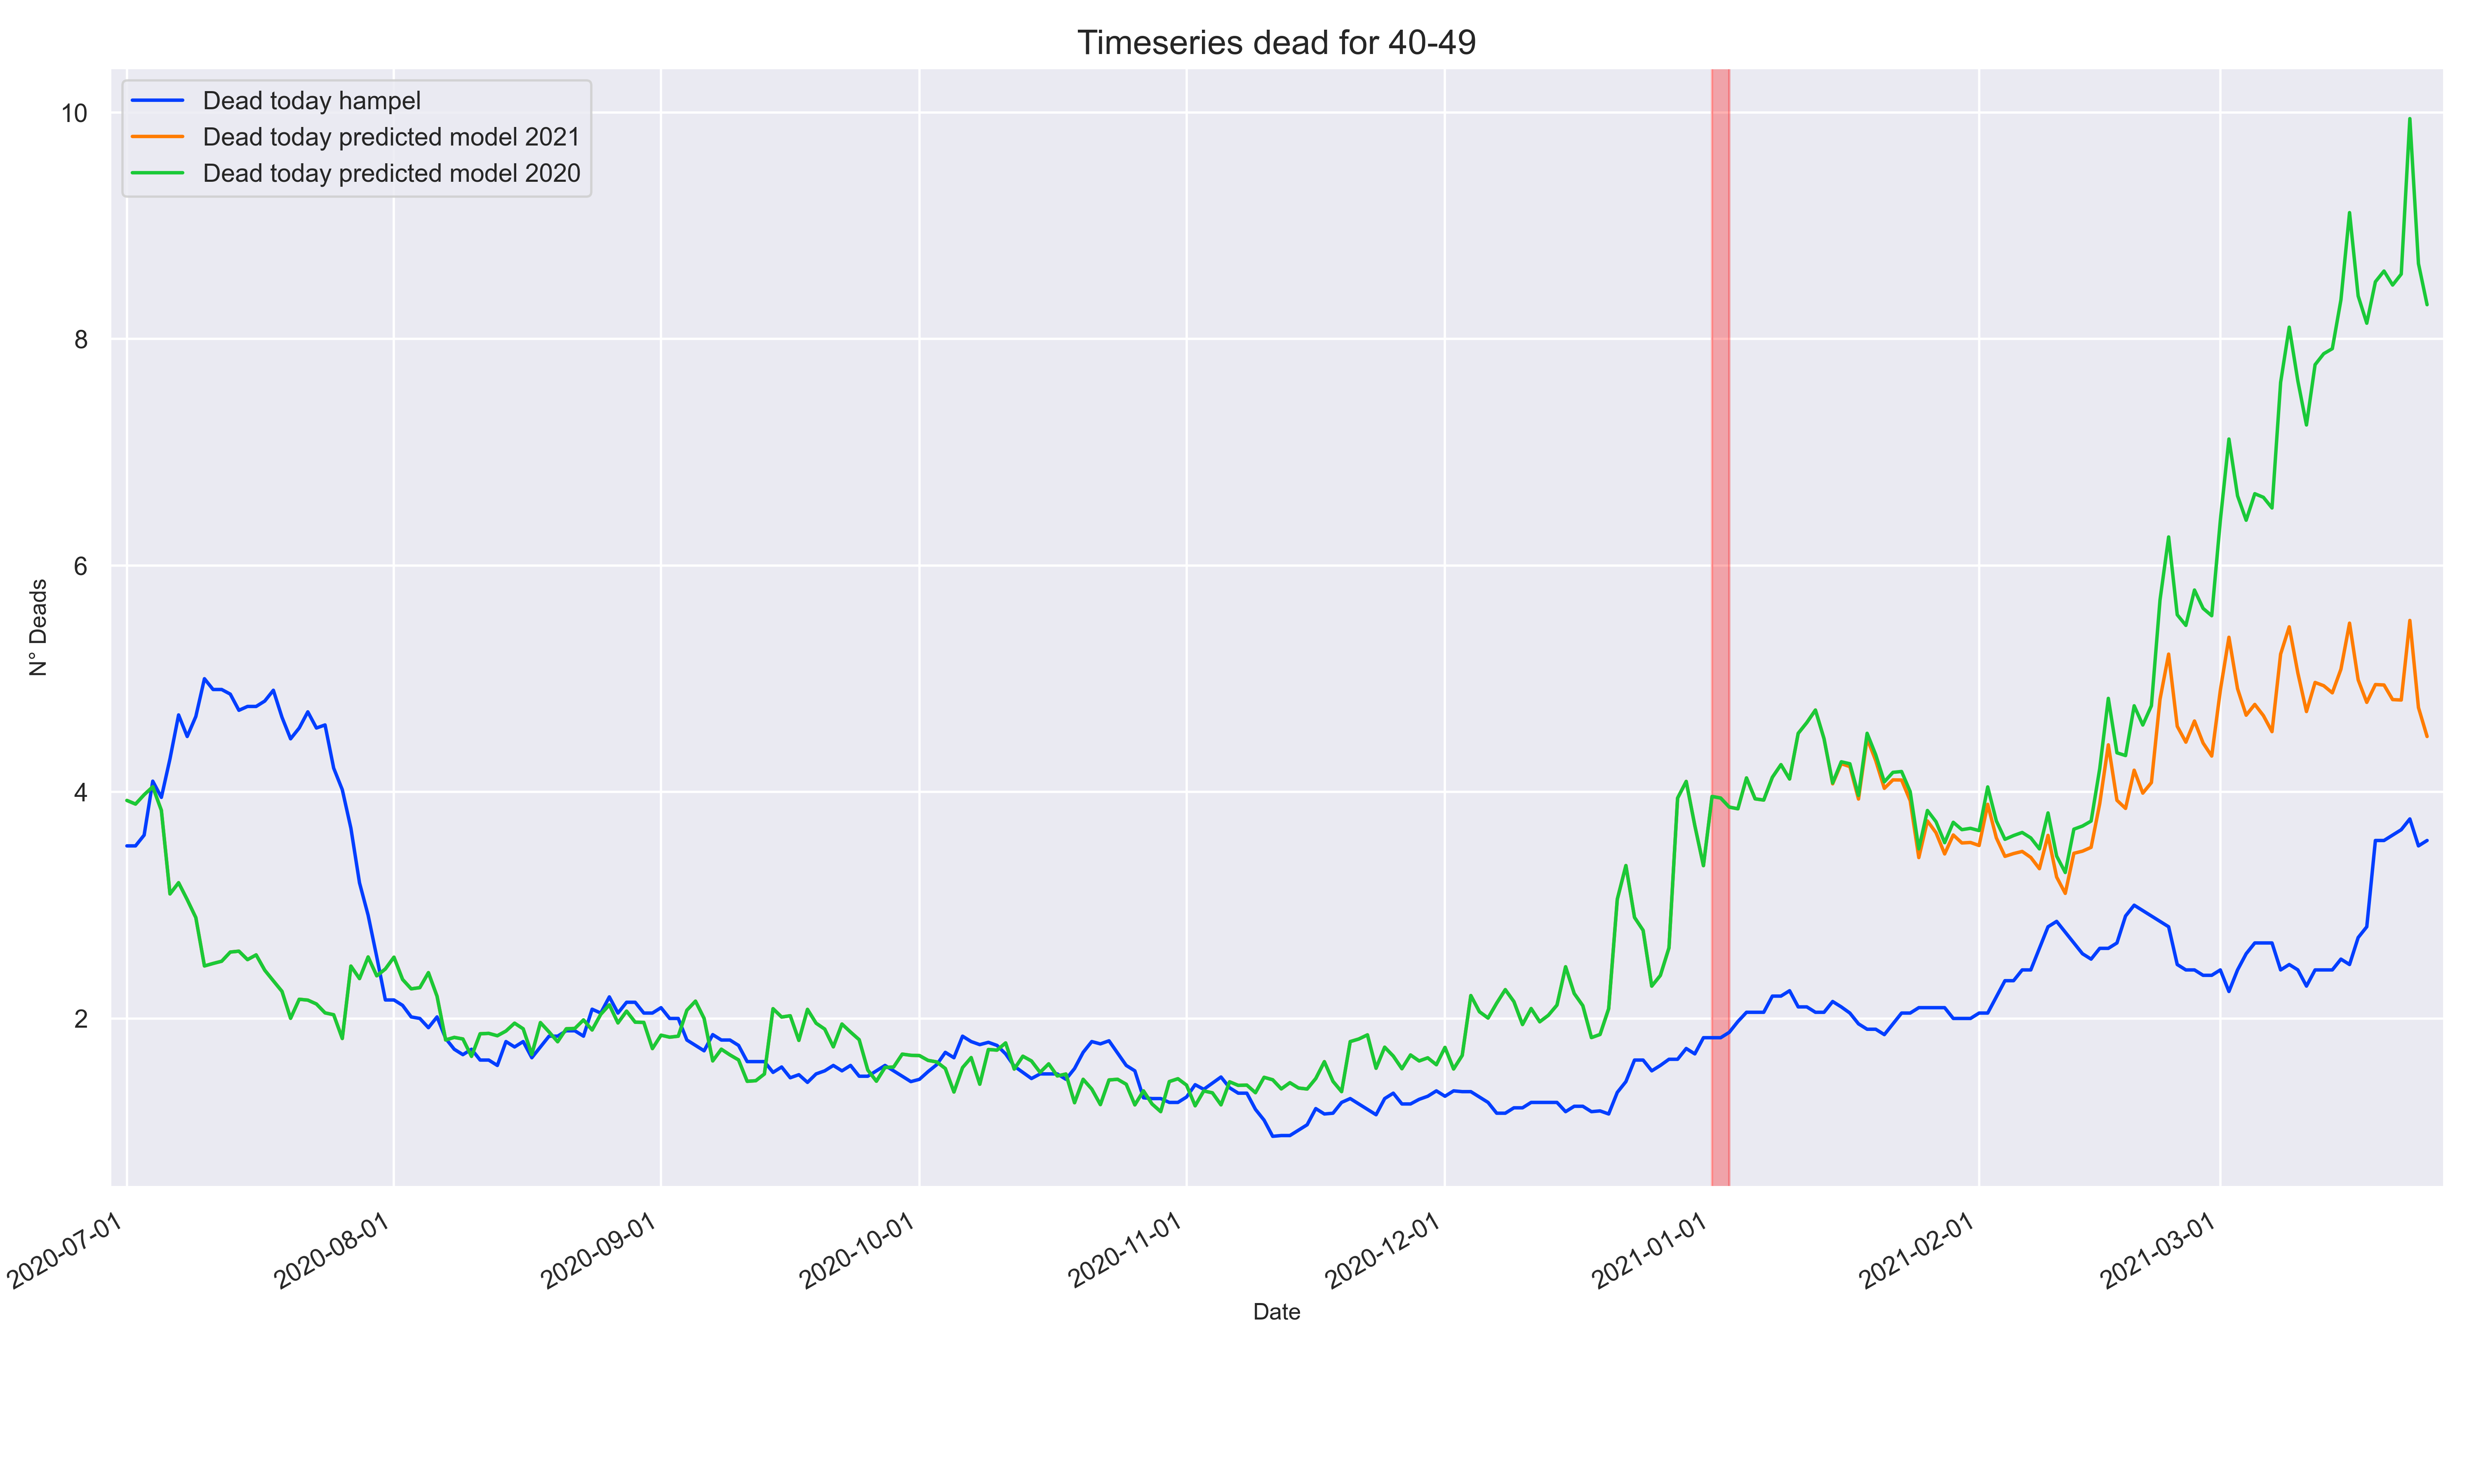 Timeseries dead for 40-49
Dead today hampel
Dead today predicted model 2021
Dead today predicted model 2020
10
8
6
4
2
N° Deads
2020-07-01
2020-08-01
2020-09-01
2020-10-01
2020-11-01
2020-12-01
2021-01-01
2021-02-01
2021-03-01
Date